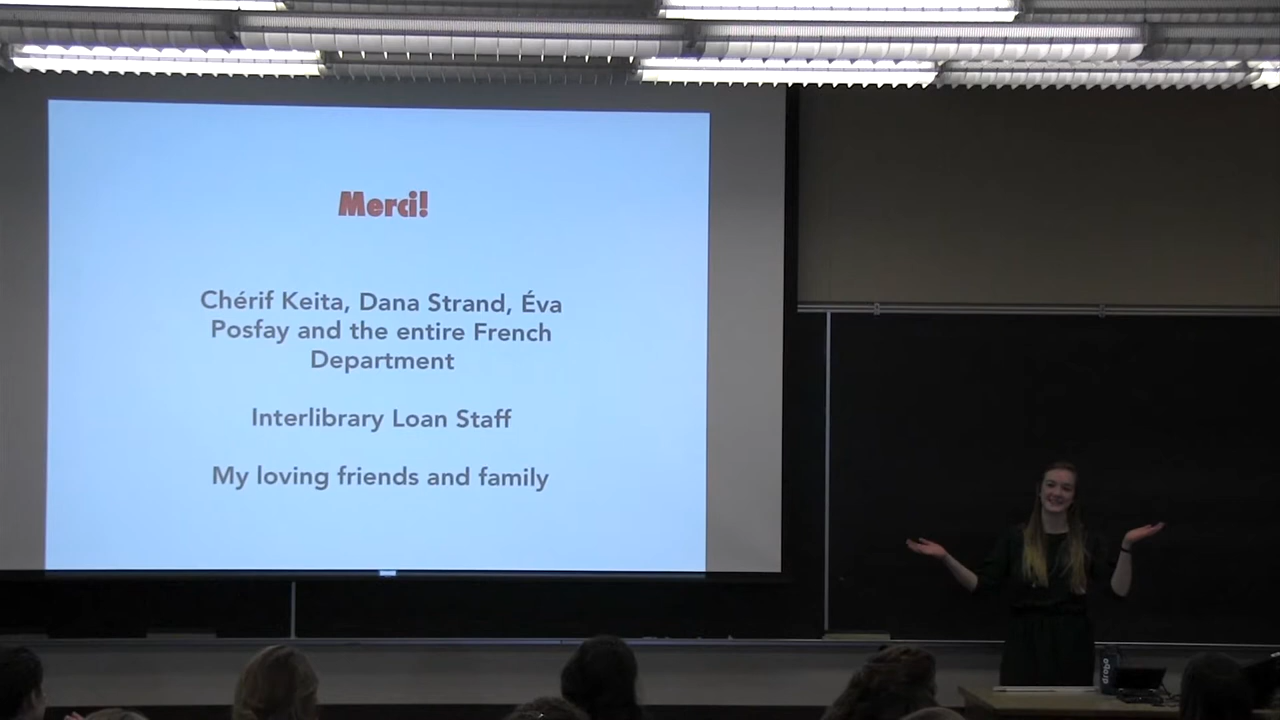 Merci!
Chérif Keita, Dana Strand, Éva
Posfay and the entire French
Department
Interlibrary Loan Staff
My loving friends and family